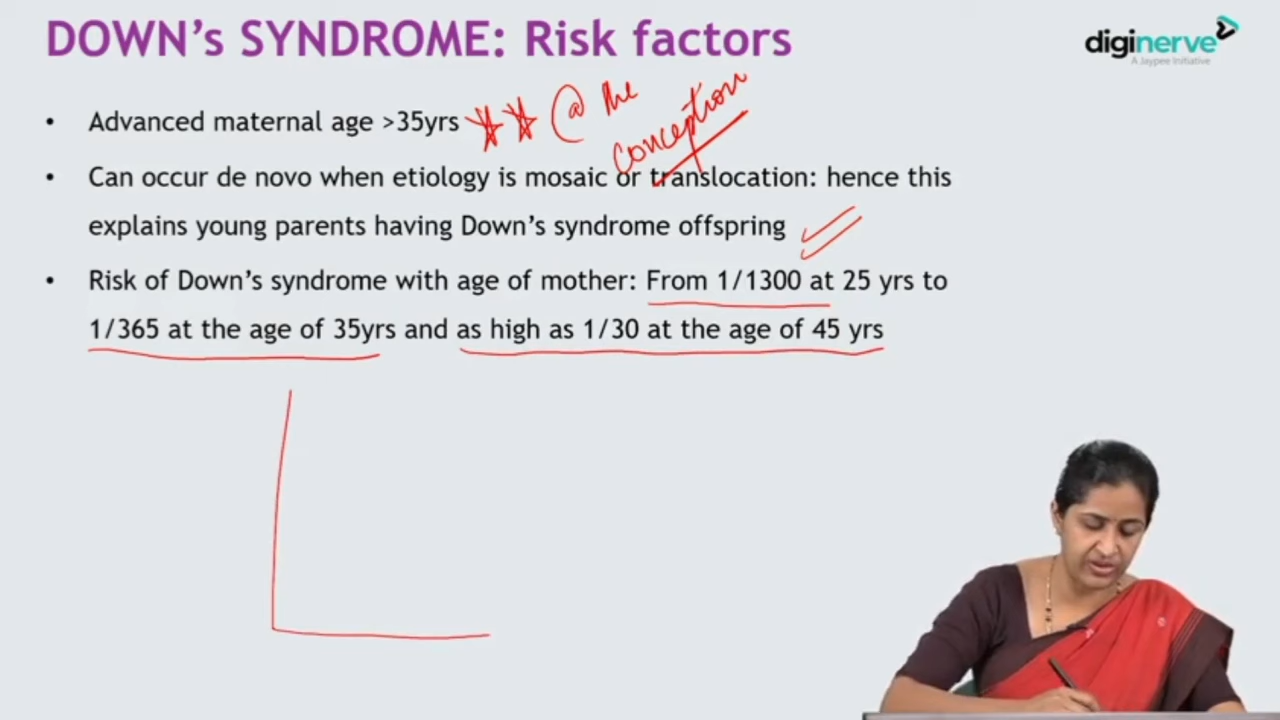 DOWN's SYNDROME: Risk factors
diginerve
A Jaypee Initiative
• Advanced maternal age >35yrs @ the conception
• Can occur de novo when etiology is mosaic or translocation: hence this
explains young parents having Down's syndrome offspring
• Risk of Down's syndrome with age of mother: From 1/1300 at 25 yrs to
1/365 at the age of 35yrs and as high as 1/30 at the age of 45 yrs